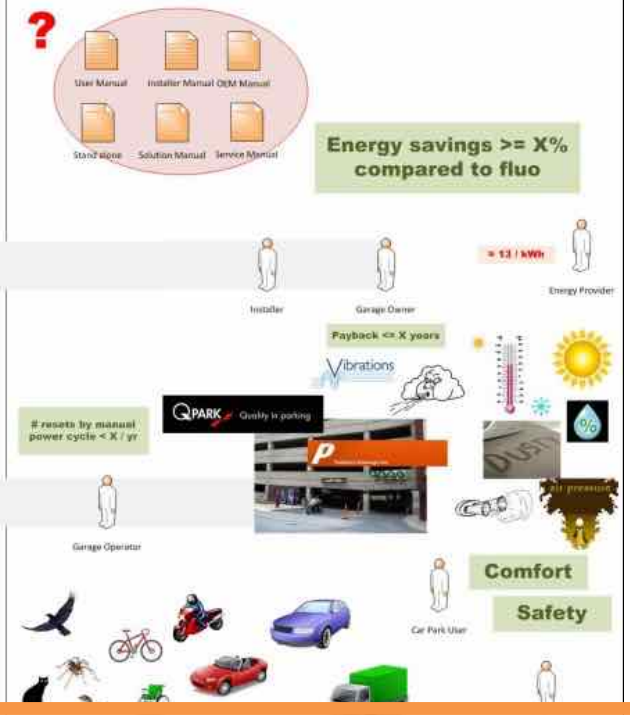 ?
User Manual
Installer Manual
OEM Manual
Stand alone
Solution Manual
Service Manual
Energy savings >= X%
compared to fluo
Installer
Garage Owner
/ kWh
Energy Provider
Payback <= X years
Vibrations
# resets by manual
power cycle < X / yr
QPARK Quality in parking
P
Dust
%
air pressure
Garage Operator
Comfort
Safety
Car Park User